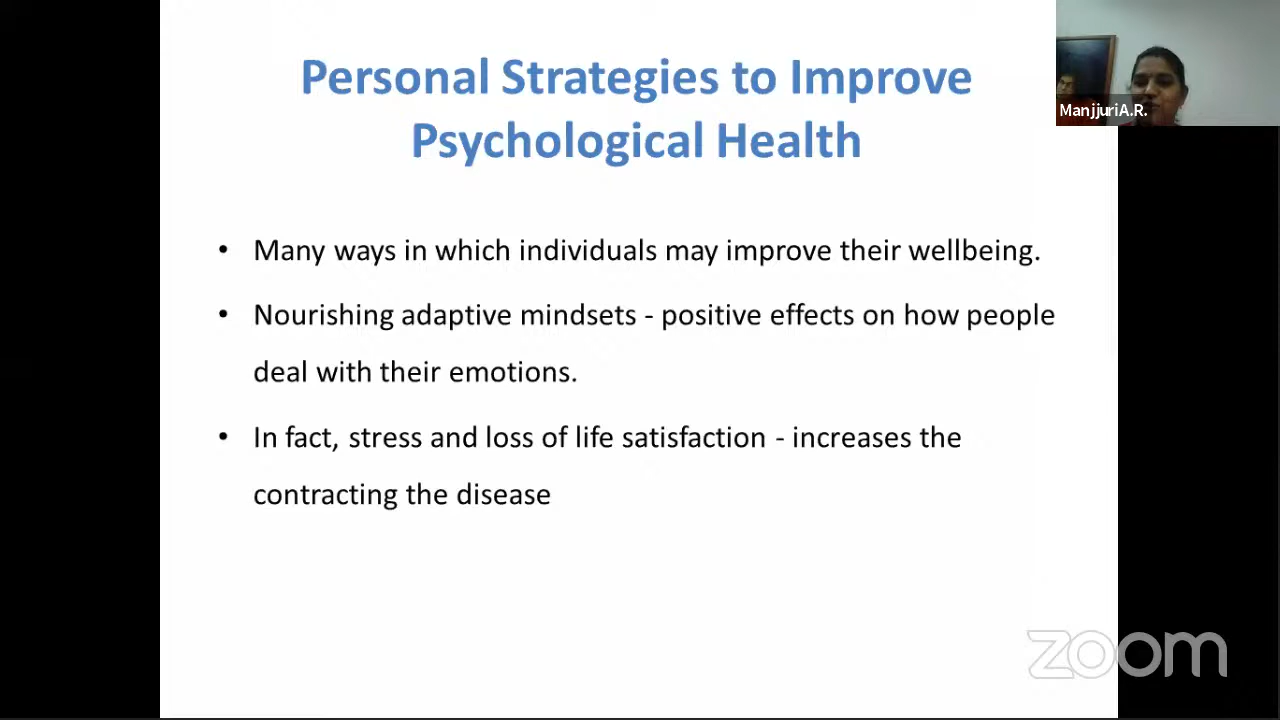 Personal Strategies to Improve
Psychological Health
ManjjuriA.R.
• Many ways in which individuals may improve their wellbeing.
• Nourishing adaptive mindsets - positive effects on how people
deal with their emotions.
• In fact, stress and loss of life satisfaction - increases the
contracting the disease
zoom